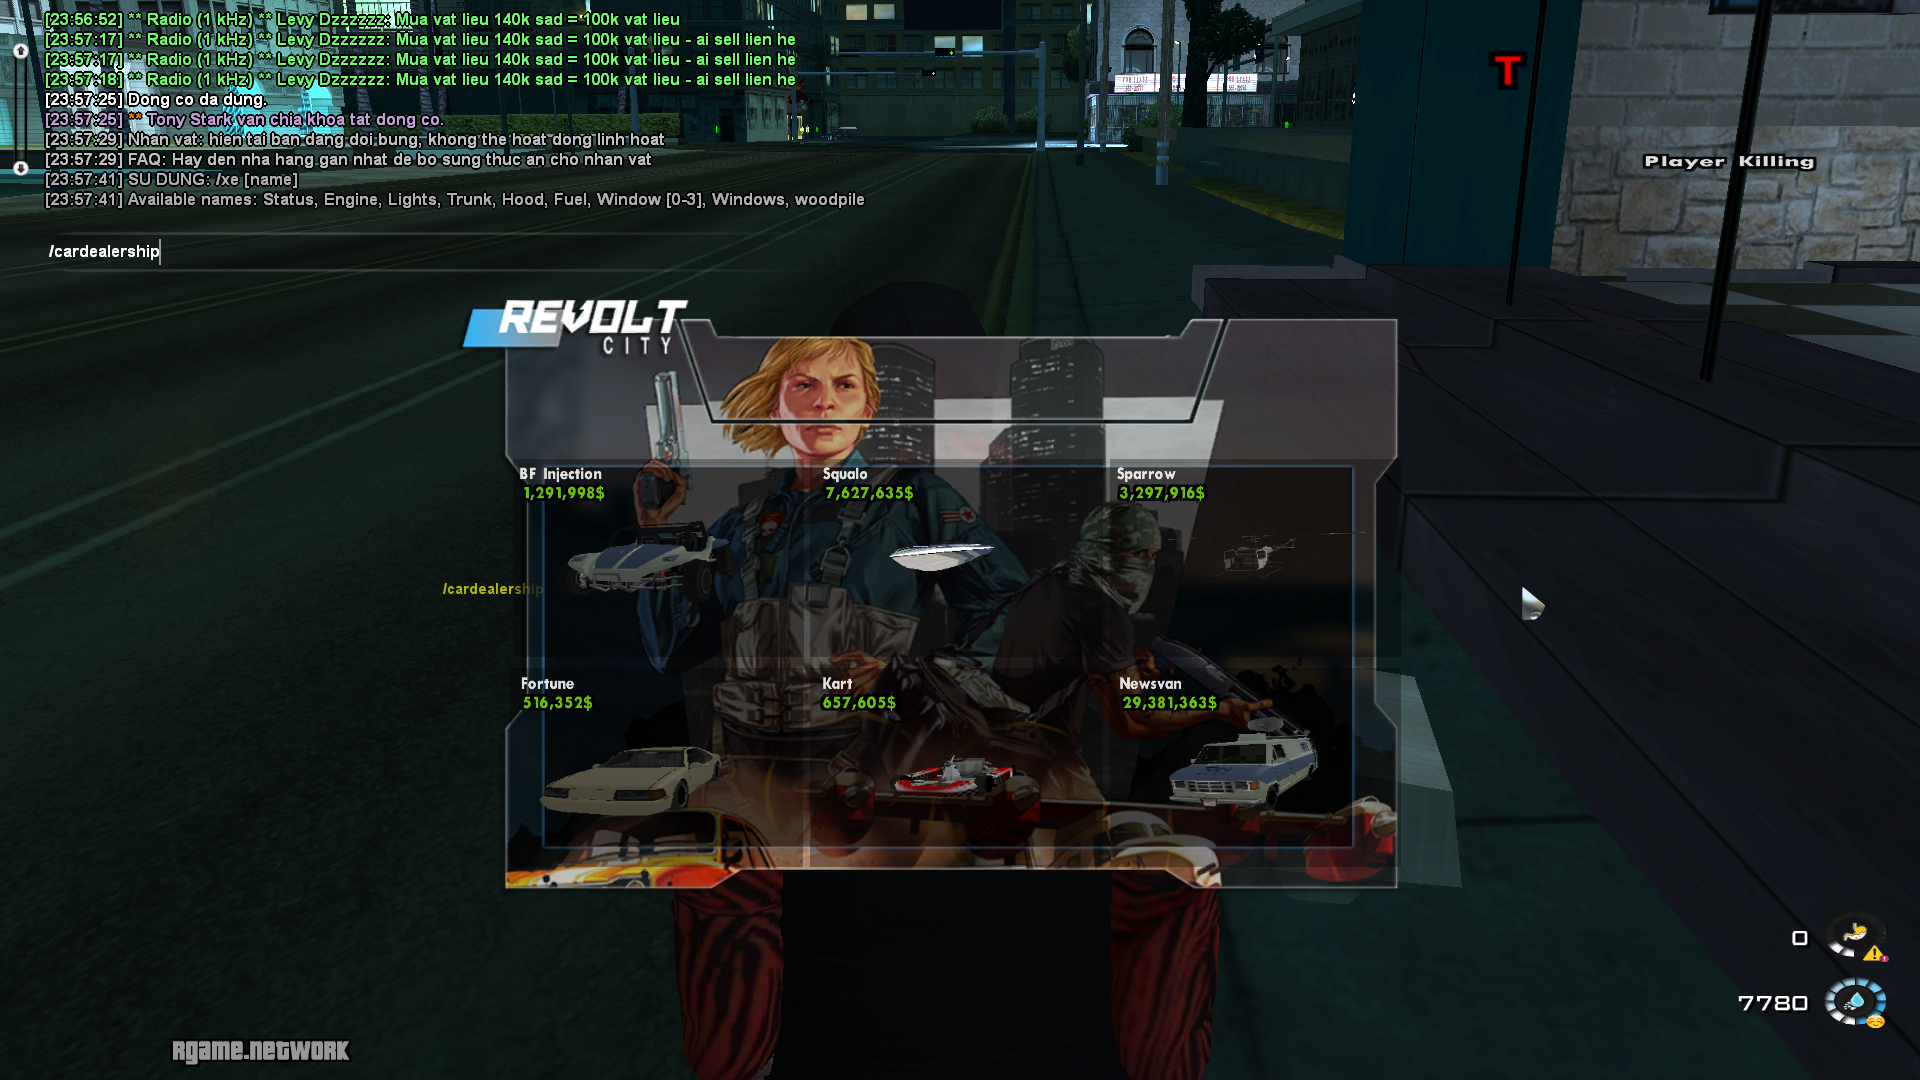 [23:56:52] ** Radio (1 kHz) ** Levy Dzzzzzz: Mua vat lieu 140k sad = 100k vat lieu
[23:57:17] ** Radio (1 kHz) ** Levy Dzzzzzz: Mua vat lieu 140k sad = 100k vat lieu - ai sell lien he
[23:57:17] ** Radio (1 kHz) ** Levy Dzzzzzz: Mua vat lieu 140k sad = 100k vat lieu - ai sell lien he
[23:57:18] ** Radio (1 kHz) ** Levy Dzzzzzz: Mua vat lieu 140k sad = 100k vat lieu - ai sell lien he
[23:57:25] Dong co da dung.
[23:57:25] ** Tony Stark van chia khoa tat dong co.
[23:57:29] Nhan vat: hien tai ban dang doi bung, khong the hoat dong linh hoat
[23:57:29] FAQ: Hay den nha hang gan nhat de bo sung thuc an cho nhan vat
[23:57:41] SU DUNG: /xe [name]
[23:57:41] Available names: Status, Engine, Lights, Trunk, Hood, Fuel, Window [0-3], Windows, woodpile
/cardealership
T
Player Killing
REVOLT
CITY
BF Injection
1,291,998$
Squalo
7,627,635$
Sparrow
3,297,916$
/cardealership
Fortune
516,352$
Kart
657,605$
Newsvan
29,381,363$
0
7780
RGAME.NETWORK